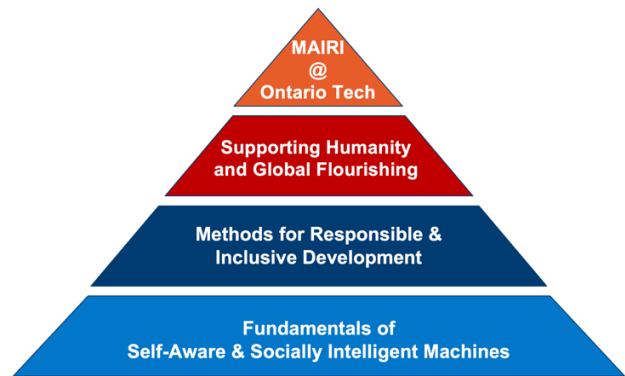 MAIRI
@
Ontario Tech
Supporting Humanity
and Global Flourishing
Methods for Responsible &
Inclusive Development
Fundamentals of
Self-Aware & Socially Intelligent Machines